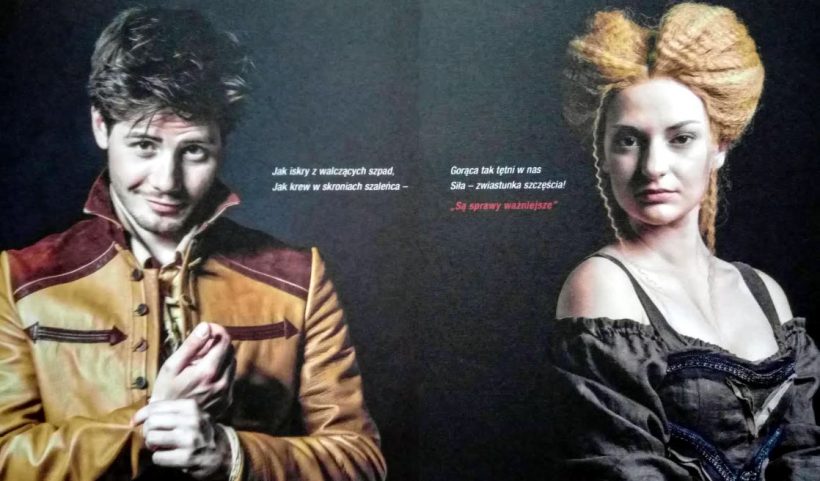 Jak iskry z walczących szpad,
Jak krew w skroniach szaleńca –
Gorąca tak tętni w nas
Siła – zwiastunka szczęścia!
„Są sprawy ważniejsze”